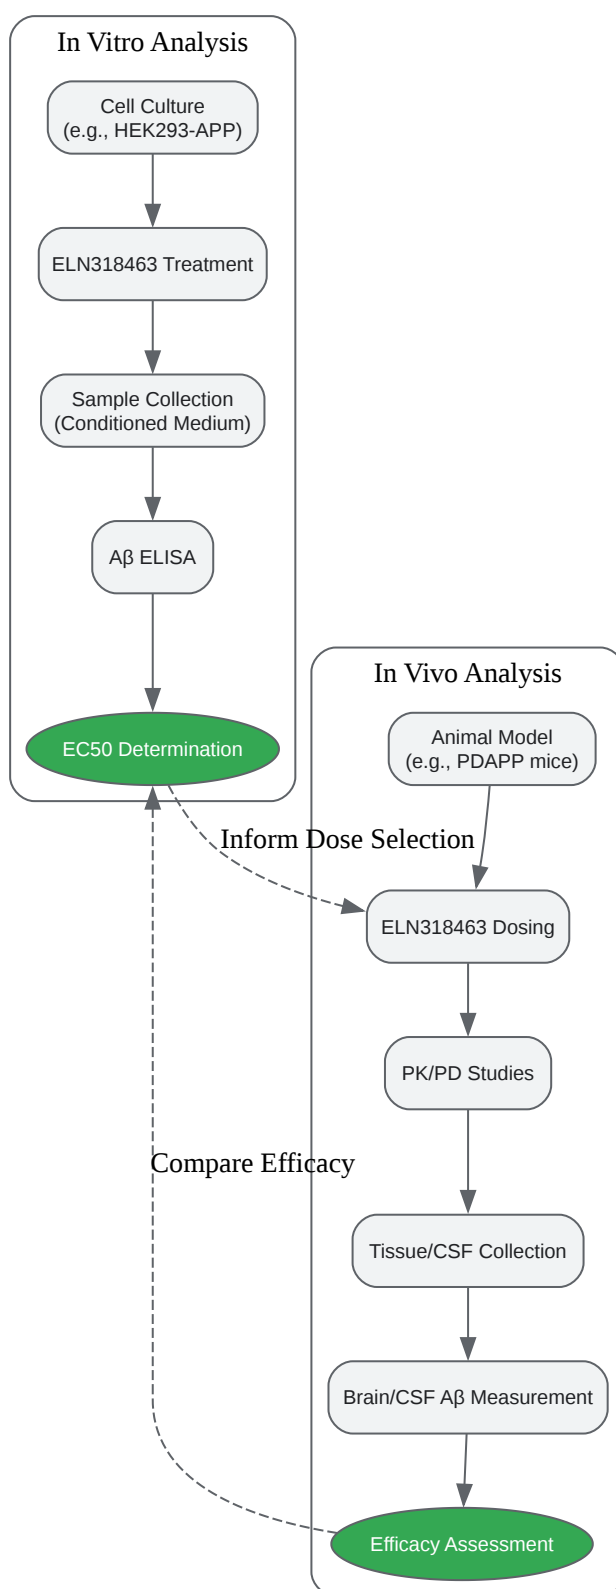 In Vitro Analysis
Cell Culture
(e.g., HEK293-APP)
ELN318463 Treatment
Sample Collection
(Conditioned Medium)
Aβ ELISA
EC50 Determination
In Vivo Analysis
Animal Model
(e.g., PDAPP mice)
Inform Dose Selection
ELN318463 Dosing
PK/PD Studies
Compare Efficacy
Tissue/CSF Collection
Brain/CSF Aβ Measurement
Efficacy Assessment